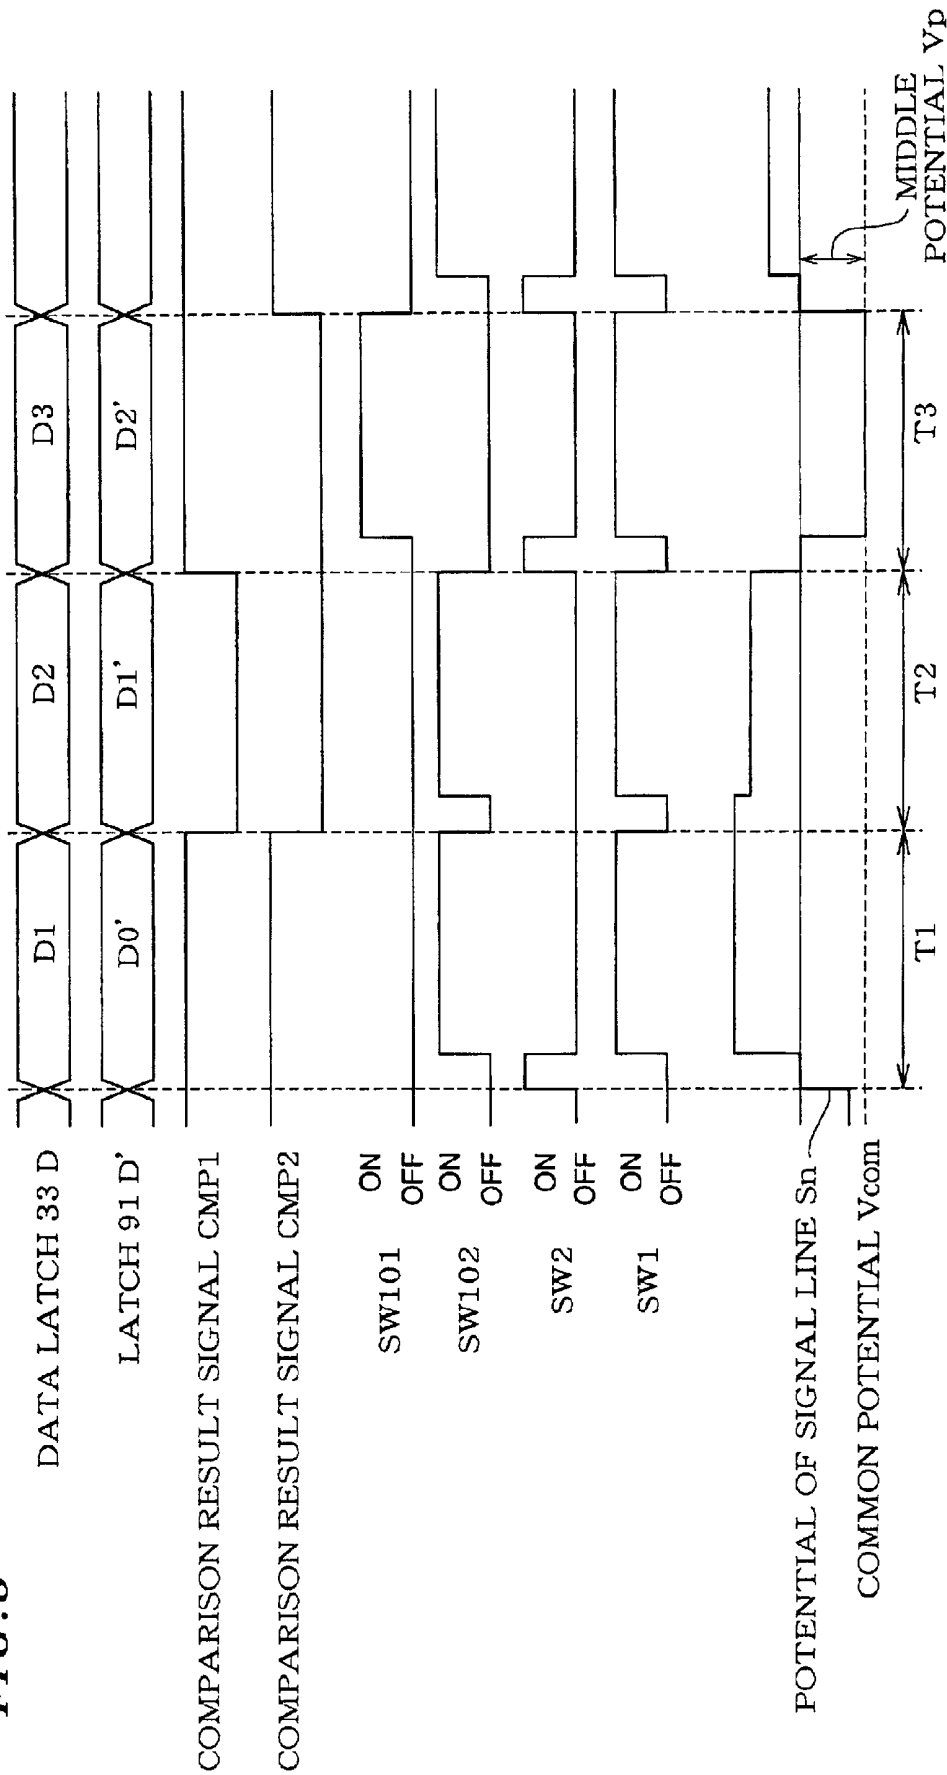 DATA LATCH 33 D
D1
D2
D3
LATCH 91 D'
D0'
D1'
D2'
COMPARISON RESULT SIGNAL CMP1
COMPARISON RESULT SIGNAL CMP2
SW101
ON
OFF
SW102
ON
OFF
SW2
ON
OFF
SW1
ON
OFF
POTENTIAL OF SIGNAL LINE Sn
COMMON POTENTIAL Vcom
MIDDLE
POTENTIAL Vp
T1
T2
T3